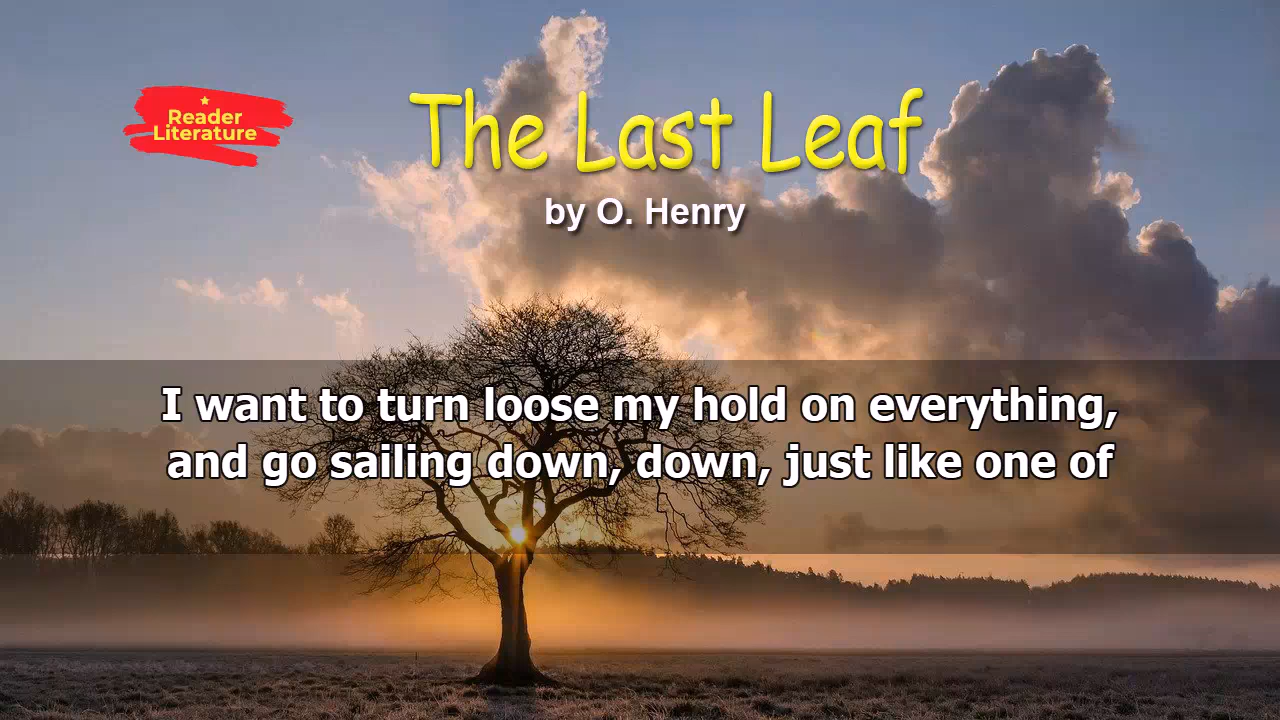 Reader
Literature
The Last Leaf
by O. Henry
I want to turn loose my hold on everything,
and go sailing down, down, just like one of